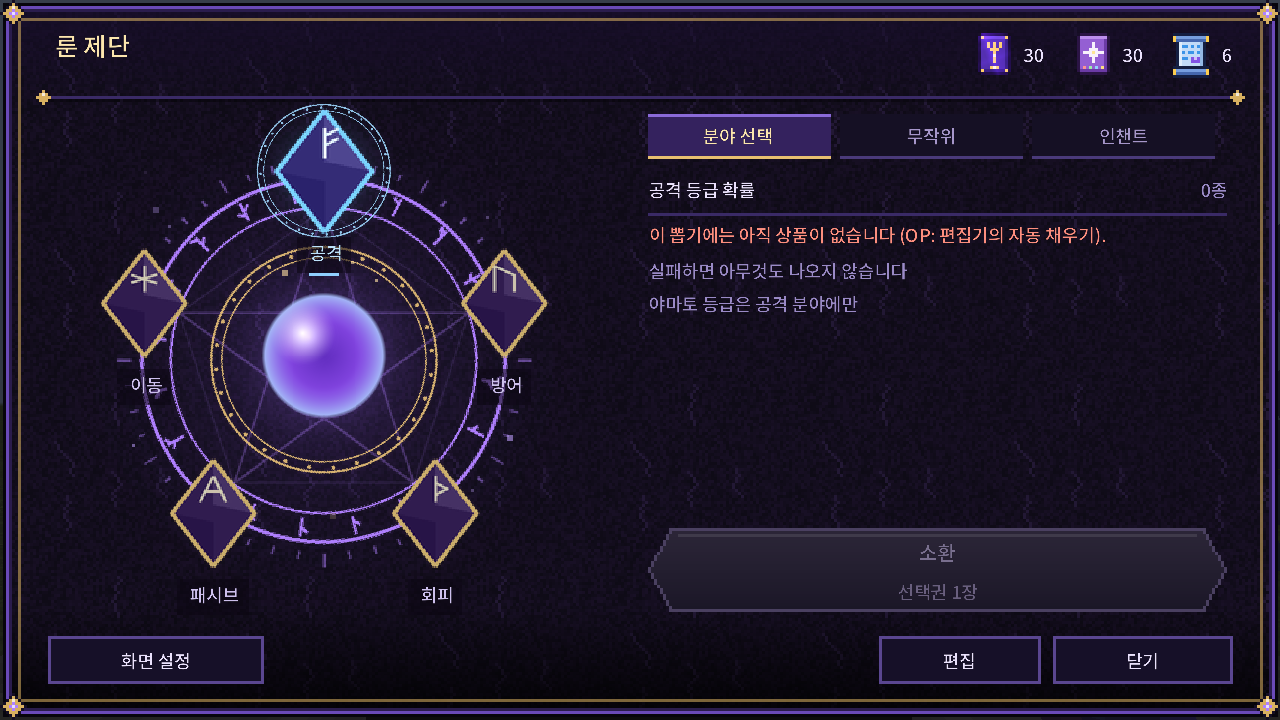 룬 제단
30
30
6
분야 선택
무작위
인챈트
공격 등급 확률
0종
이 뽑기에는 아직 상품이 없습니다 (OP: 편집기의 자동 채우기).
실패하면 아무것도 나오지 않습니다
야마토 등급은 공격 분야에만
공격
이동
방어
패시브
회피
소환
선택권 1장
화면 설정
편집
닫기